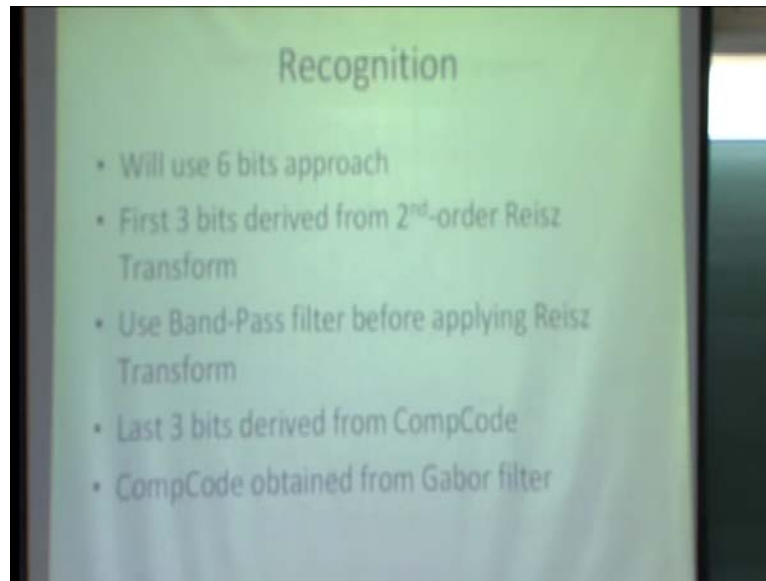 Recognition
• Will use 6 bits approach
• First 3 bits derived from 2nd-order Reisz
Transform
• Use Band-Pass filter before applying Reisz
Transform
• Last 3 bits derived from CompCode
• CompCode obtained from Gabor filter